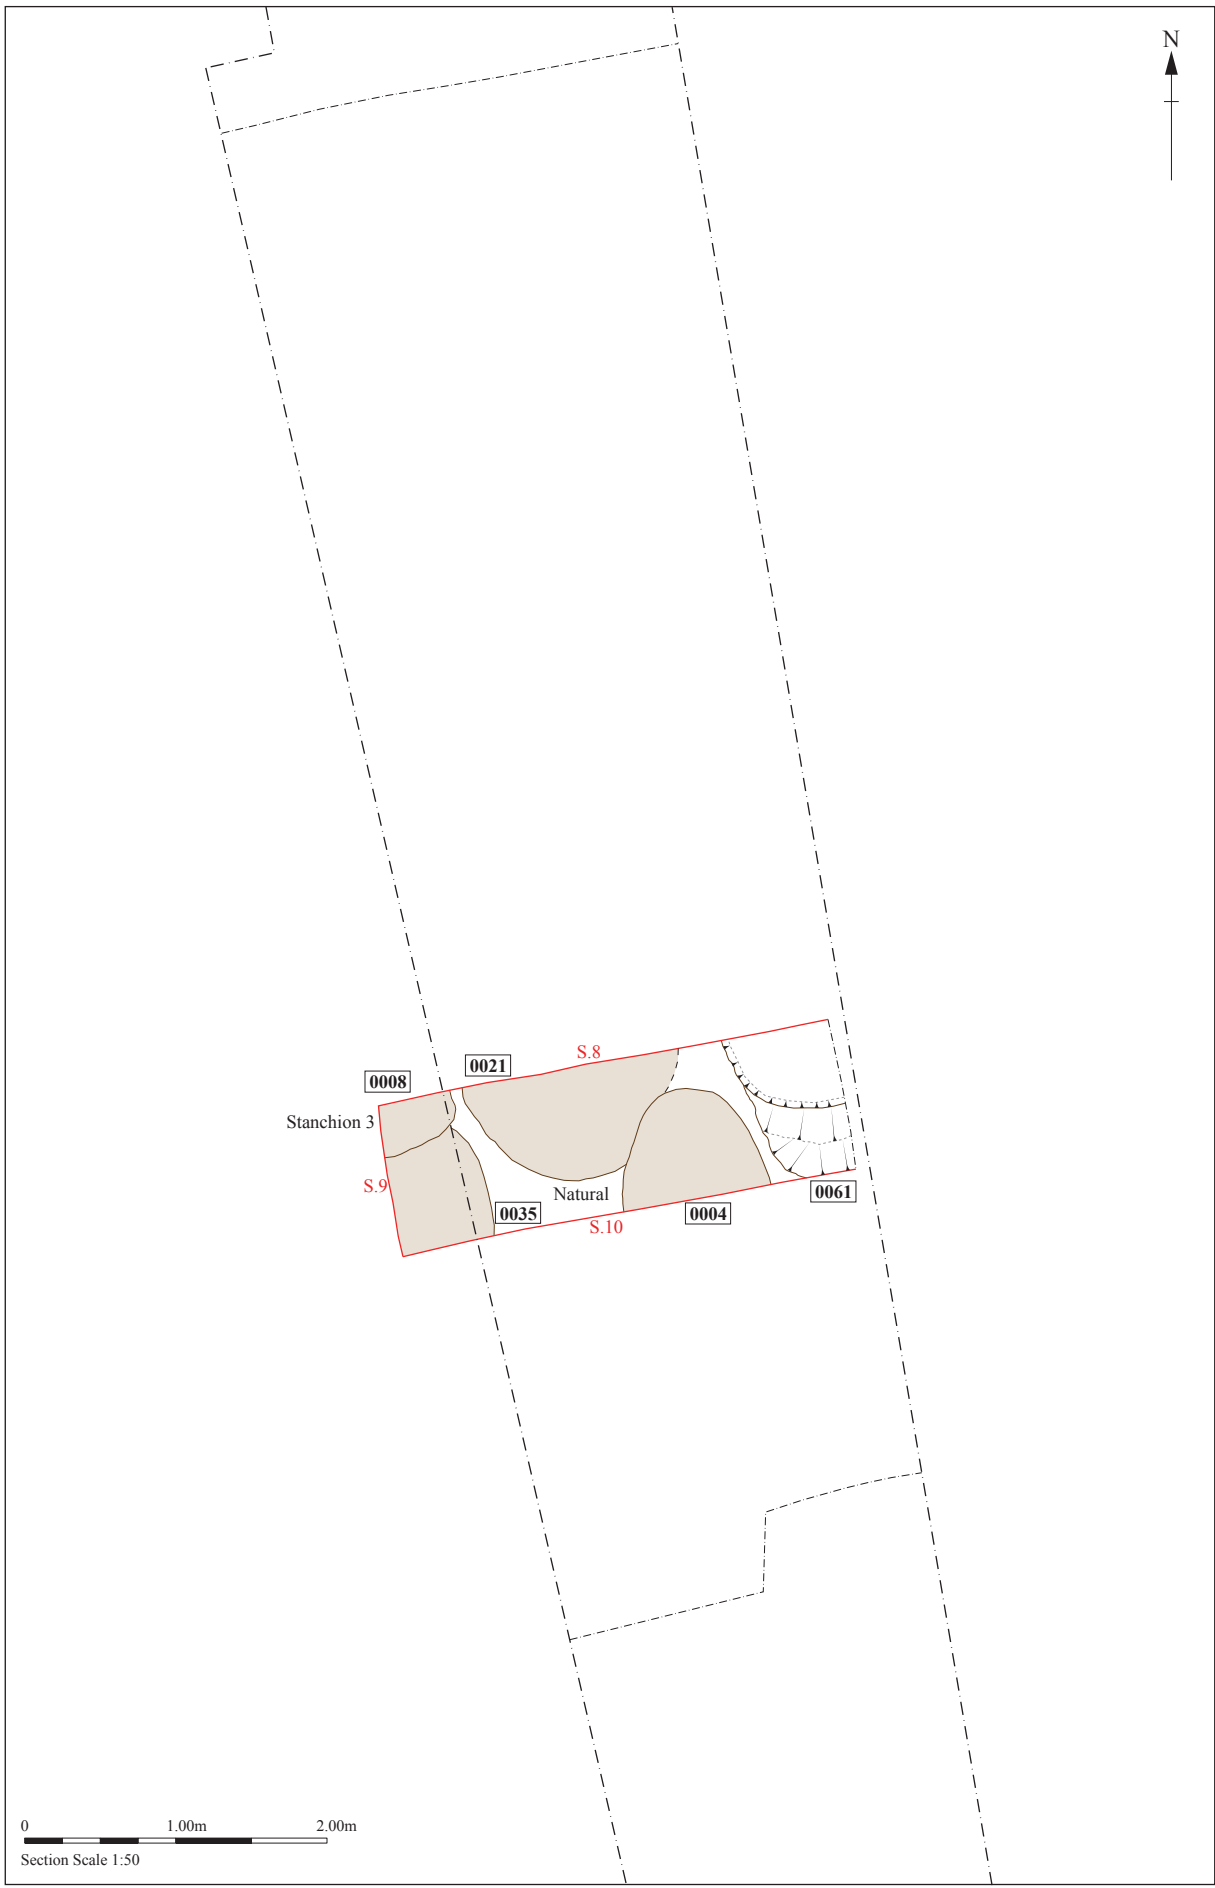 N
S.8
0021
0008
Stanchion 3
S.9
Natural
0061
0035
0004
S.10
0 1.00m 2.00m
Section Scale 1:50